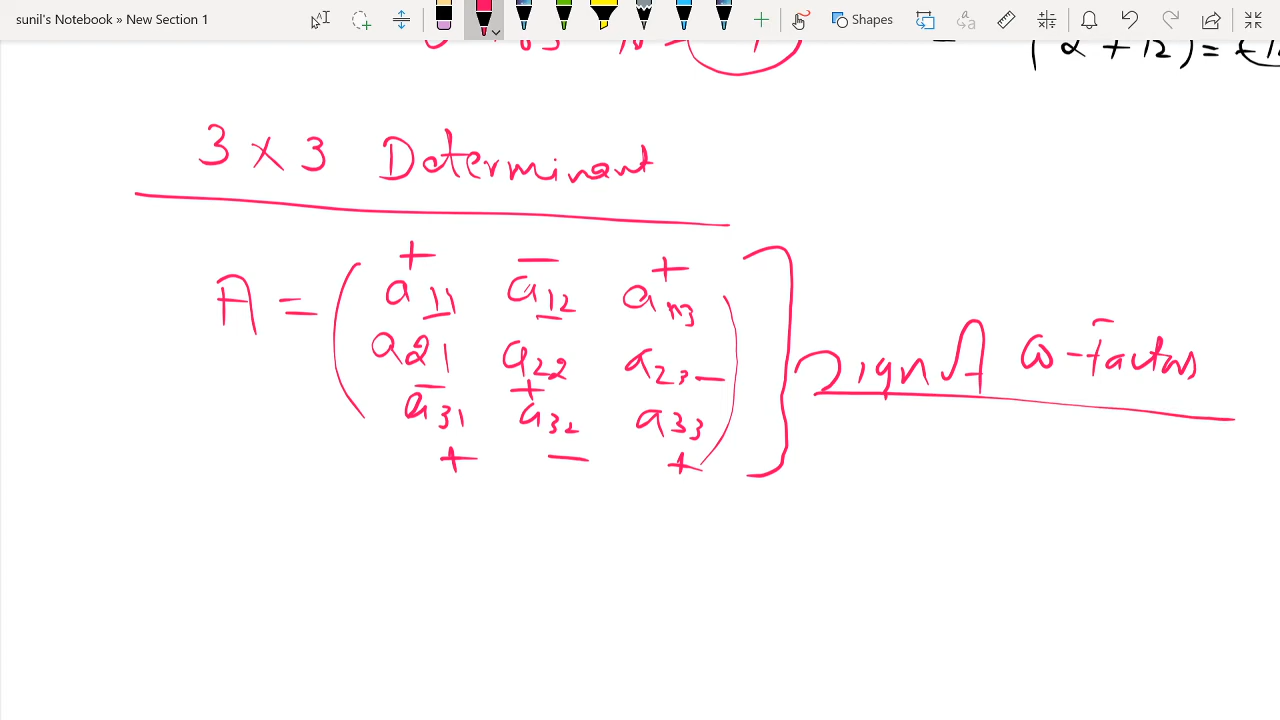 sunil's Notebook » New Section 1
Shapes
3 × 3 Determinant
+ − +
A = ( a11 a12 a13
a21 a22 a23 − ) ] sign A co-factors
− +
a31 a32 a33
+ − +